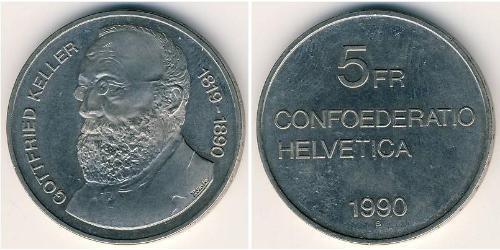 GOTTFRIED KELLER
1819-1890
5 FR
CONFOEDERATIO
HELVETICA
1990
B